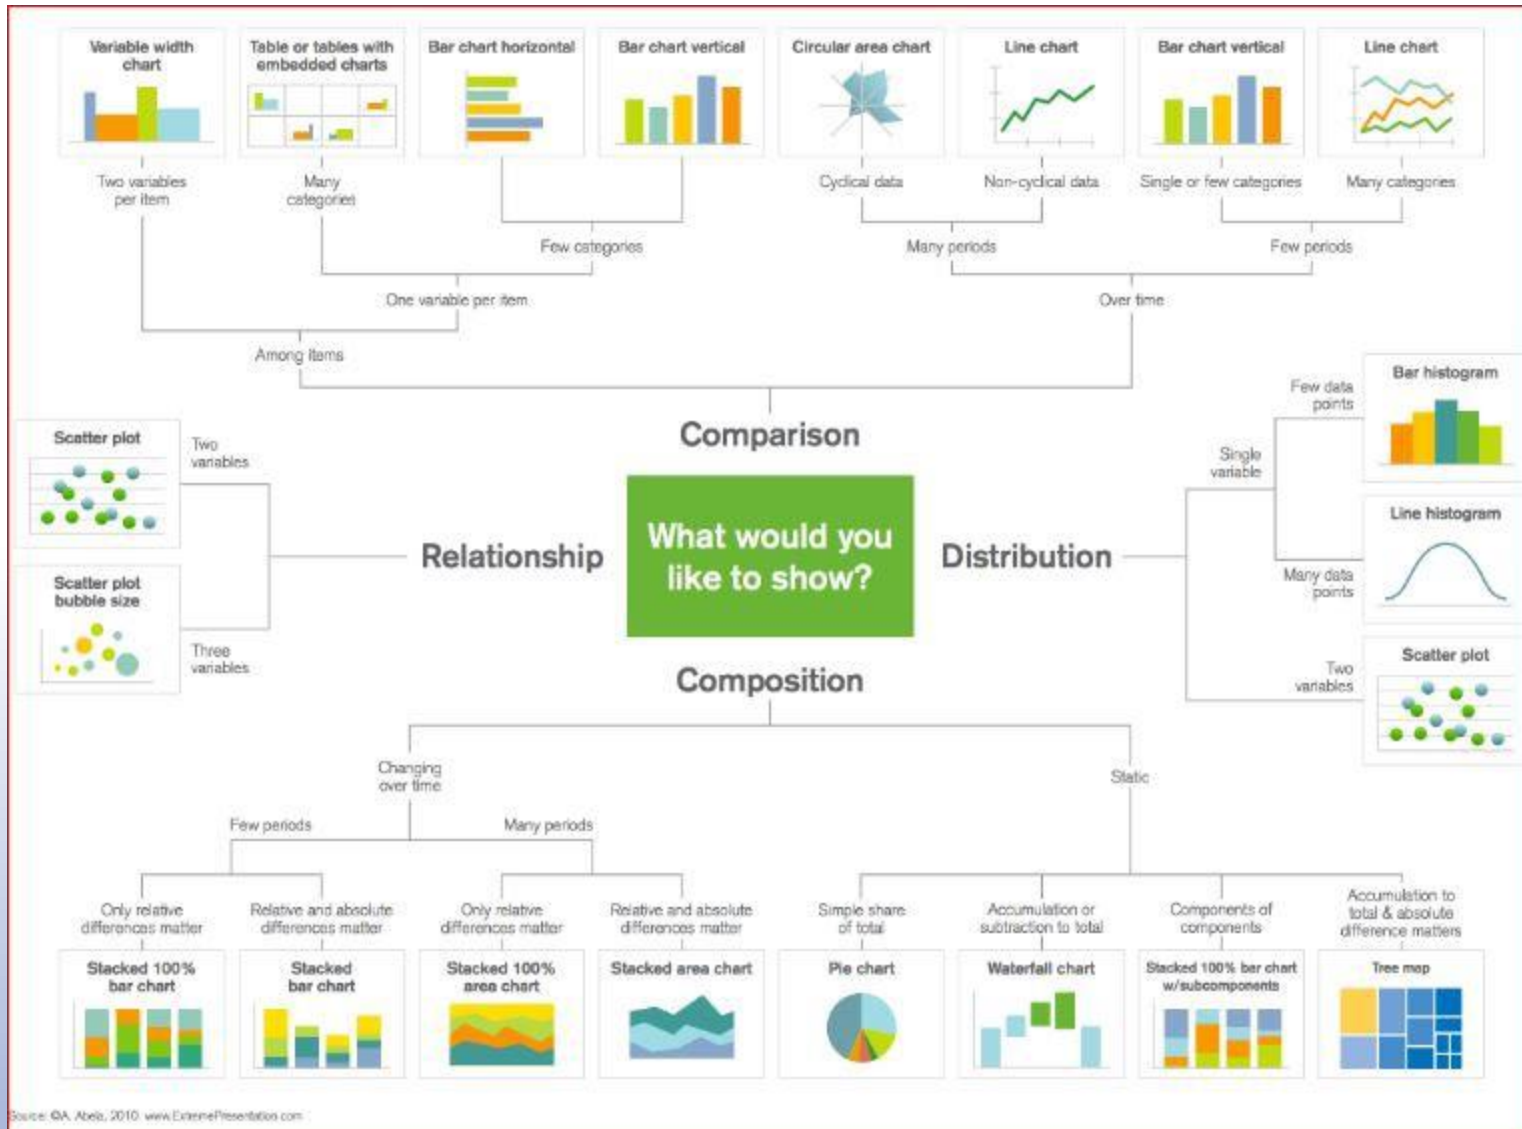 Variable width
chart
Table or tables with
embedded charts
Bar chart horizontal
Bar chart vertical
Circular area chart
Line chart
Bar chart vertical
Line chart
Two variables
per item
Many
categories
Cyclical data
Non-cyclical data
Single or few categories
Many categories
Few categories
Many periods
Few periods
One variable per item
Over time
Among items
Comparison
Scatter plot
Two
variables
Scatter plot
bubble size
Three
variables
Relationship
What would you
like to show?
Distribution
Single
variable
Few data
points
Bar histogram
Line histogram
Many data
points
Two
variables
Scatter plot
Composition
Changing
over time
Static
Few periods
Many periods
Only relative
differences matter
Relative and absolute
differences matter
Only relative
differences matter
Relative and absolute
differences matter
Simple share
of total
Accumulation or
subtraction to total
Components of
components
Accumulation to
total & absolute
difference matters
Stacked 100%
bar chart
Stacked
bar chart
Stacked 100%
area chart
Stacked area chart
Pie chart
Waterfall chart
Stacked 100% bar chart
w/subcomponents
Tree map
Source: ©A. Abela, 2010. www.ExtremePresentation.com